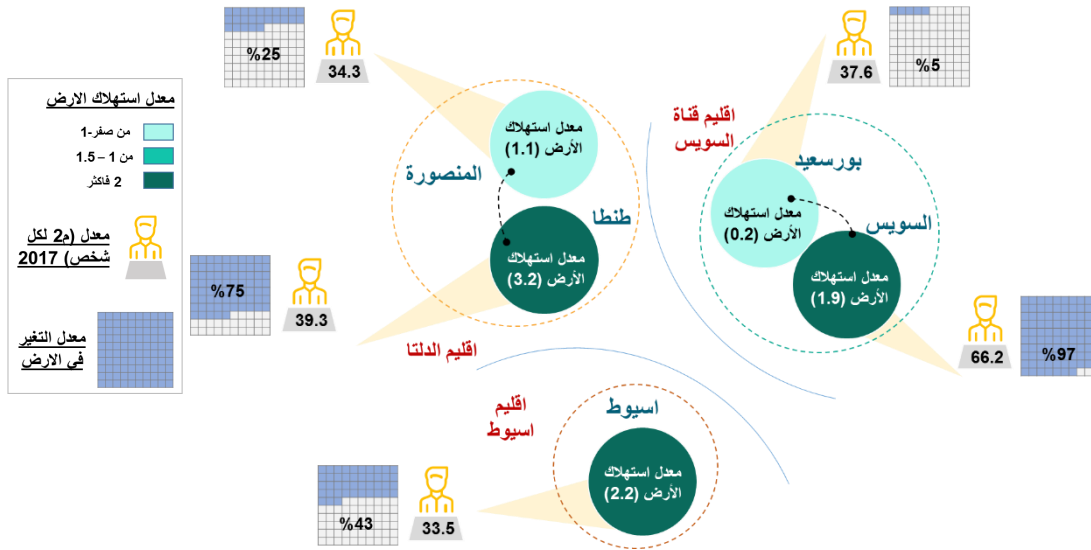 معدل استهلاك الارض
من صفر-1
من 1 – 1.5
2 فاكثر
معدل (م2 لكل
شخص) 2017
معدل التغير
في الارض
%25
34.3
معدل استهلاك
الأرض (1.1)
المنصورة
طنطا
معدل استهلاك
الأرض (3.2)
%75
39.3
اقليم الدلتا
%5
37.6
اقليم قناة
السويس
بورسعيد
معدل استهلاك
الأرض (0.2)
السويس
معدل استهلاك
الأرض (1.9)
66.2
%97
اقليم
اسيوط
اسيوط
معدل استهلاك
الأرض (2.2)
%43
33.5